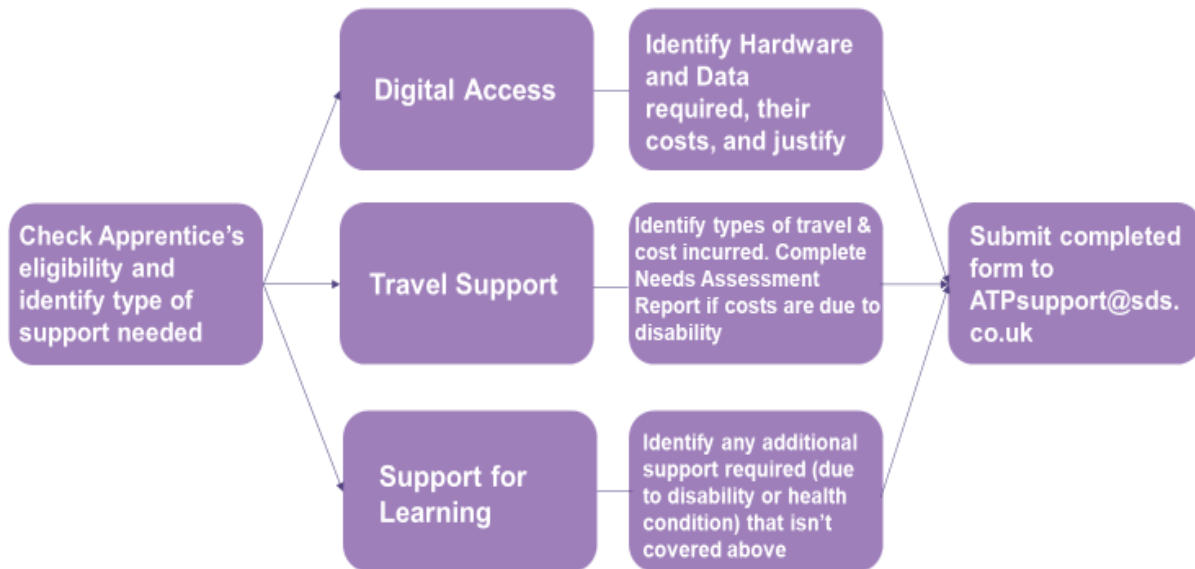 Check Apprentice's
eligibility and
identify type of
support needed
Digital Access
Identify Hardware
and Data
required, their
costs, and justify
Travel Support
Identify types of travel &
cost incurred. Complete
Needs Assessment
Report if costs are due to
disability
Support for
Learning
Identify any additional
support required (due
to disability or health
condition) that isn't
covered above
Submit completed
form to
ATPsupport@sds.
co.uk